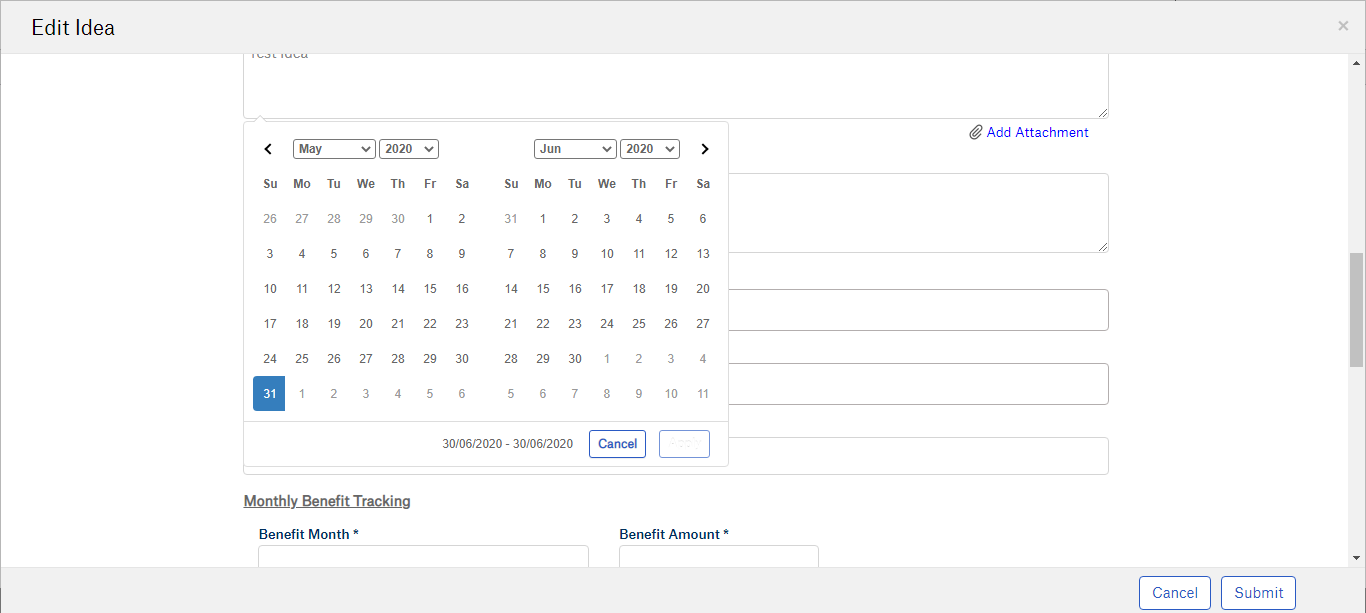 Edit Idea ×
Test Idea
Add Attachment
May 2020 Jun 2020
Su Mo Tu We Th Fr Sa Su Mo Tu We Th Fr Sa
26 27 28 29 30 1 2 31 1 2 3 4 5 6
3 4 5 6 7 8 9 7 8 9 10 11 12 13
10 11 12 13 14 15 16 14 15 16 17 18 19 20
17 18 19 20 21 22 23 21 22 23 24 25 26 27
24 25 26 27 28 29 30 28 29 30 1 2 3 4
31 1 2 3 4 5 6 5 6 7 8 9 10 11
30/06/2020 - 30/06/2020 Cancel Apply
Monthly Benefit Tracking
Benefit Month * Benefit Amount *
Cancel Submit